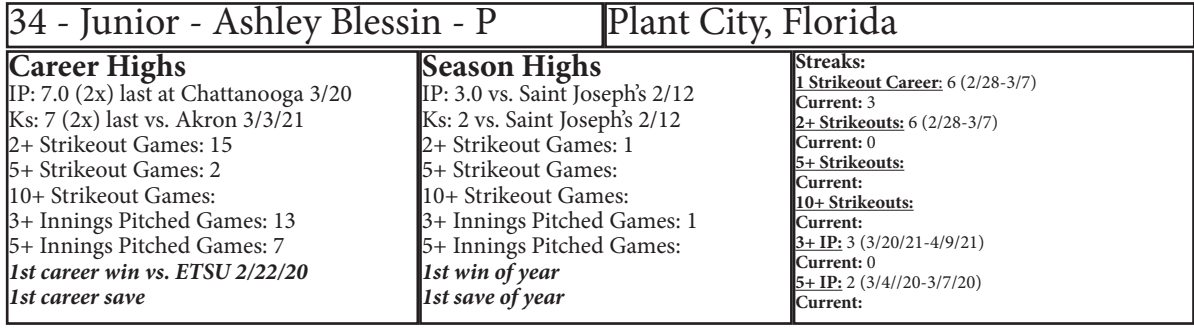 34 - Junior - Ashley Blessin - P
Plant City, Florida
Career Highs
IP: 7.0 (2x) last at Chattanooga 3/20
Ks: 7 (2x) last vs. Akron 3/3/21
2+ Strikeout Games: 15
5+ Strikeout Games: 2
10+ Strikeout Games:
3+ Innings Pitched Games: 13
5+ Innings Pitched Games: 7
1st career win vs. ETSU 2/22/20
1st career save
Season Highs
IP: 3.0 vs. Saint Joseph's 2/12
Ks: 2 vs. Saint Joseph's 2/12
2+ Strikeout Games: 1
5+ Strikeout Games:
10+ Strikeout Games:
3+ Innings Pitched Games: 1
5+ Innings Pitched Games:
1st win of year
1st save of year
Streaks:
1 Strikeout Career: 6 (2/28-3/7)
Current: 3
2+ Strikeouts: 6 (2/28-3/7)
Current: 0
5+ Strikeouts:
Current:
10+ Strikeouts:
Current:
3+ IP: 3 (3/20/21-4/9/21)
Current: 0
5+ IP: 2 (3/4//20-3/7/20)
Current: